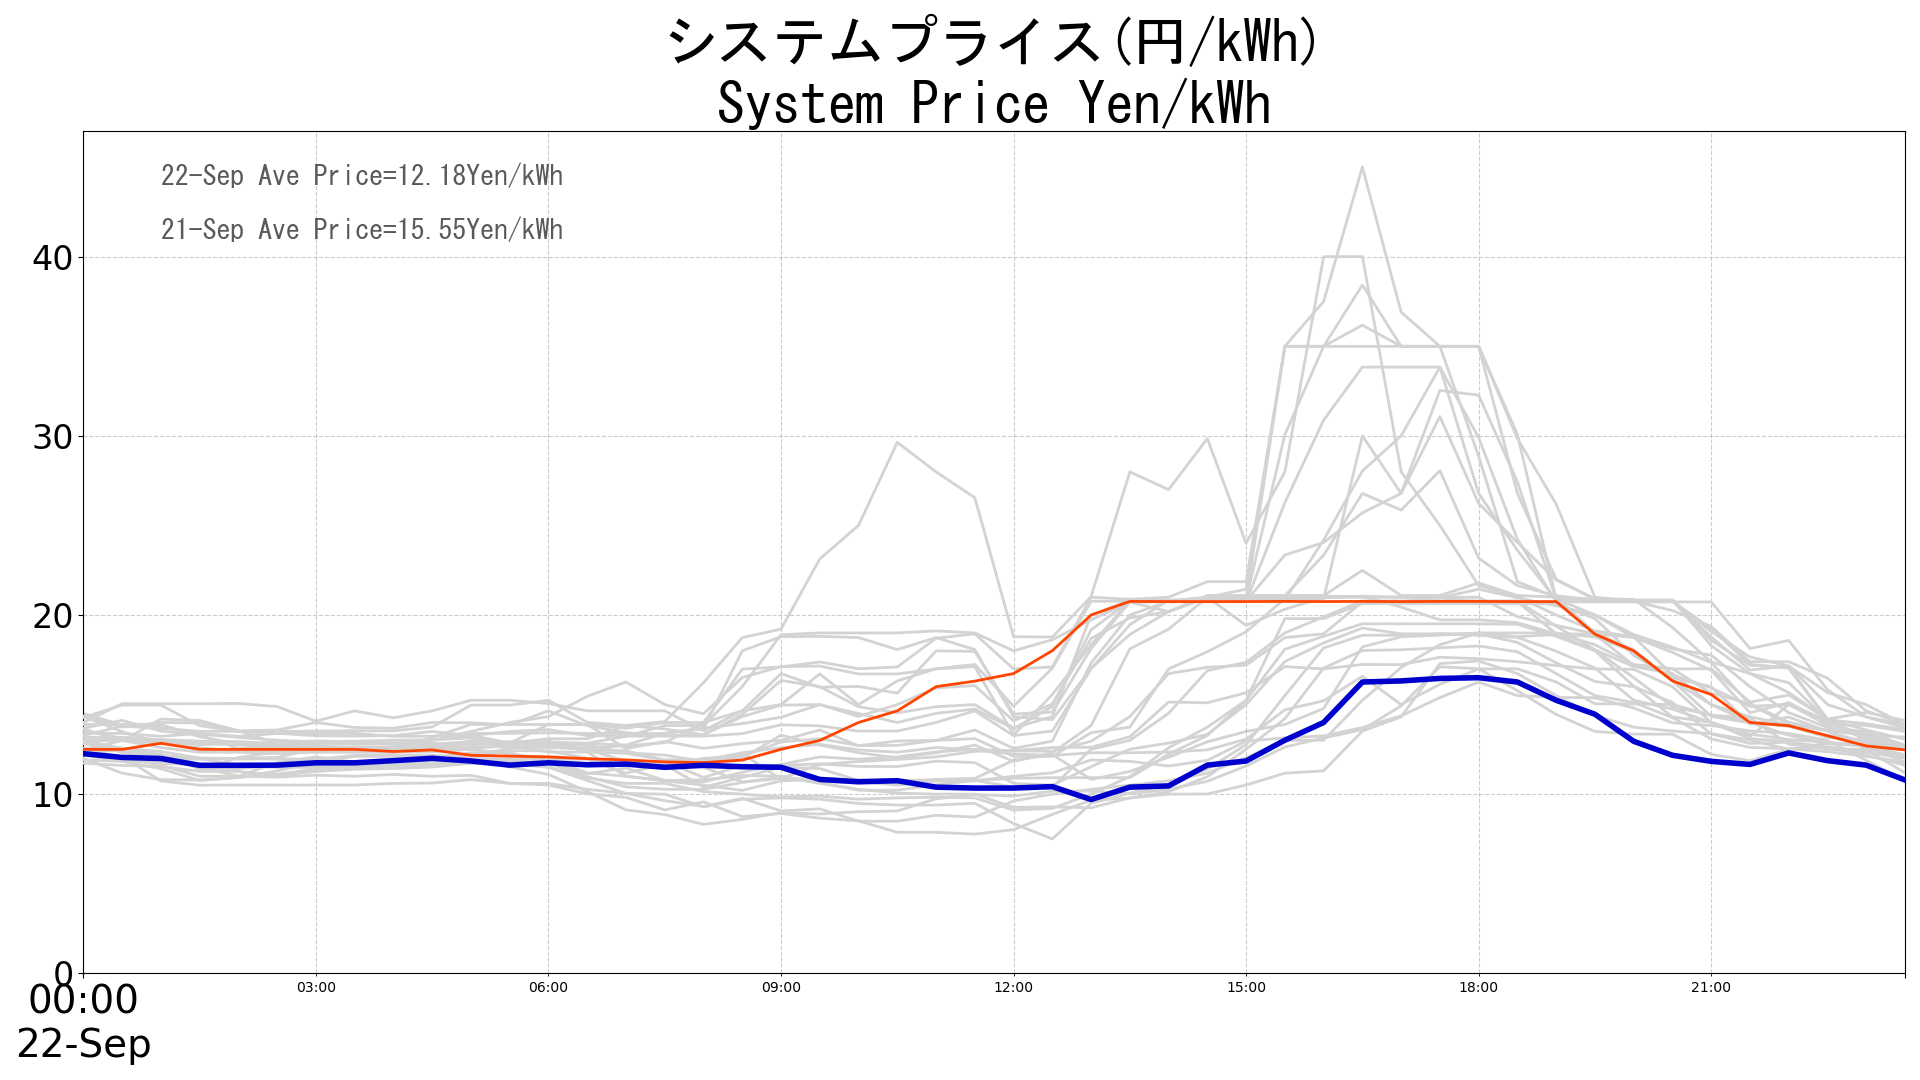 システムプライス(円/kWh)
System Price Yen/kWh
22-Sep Ave Price=12.18Yen/kWh
21-Sep Ave Price=15.55Yen/kWh
40
30
20
10
0
00:00 03:00 06:00 09:00 12:00 15:00 18:00 21:00
22-Sep